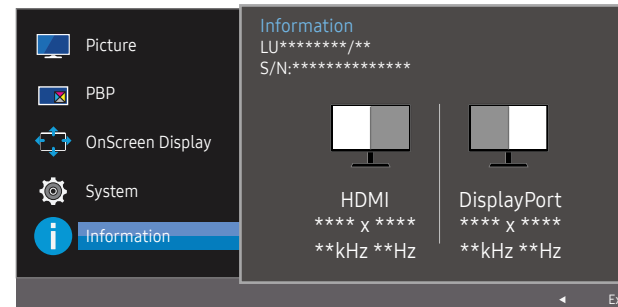 Picture
PBP
OnScreen Display
System
Information
Information
LU********/**
S/N:**************
HDMI
**** x ****
**kHz **Hz
DisplayPort
**** x ****
**kHz **Hz